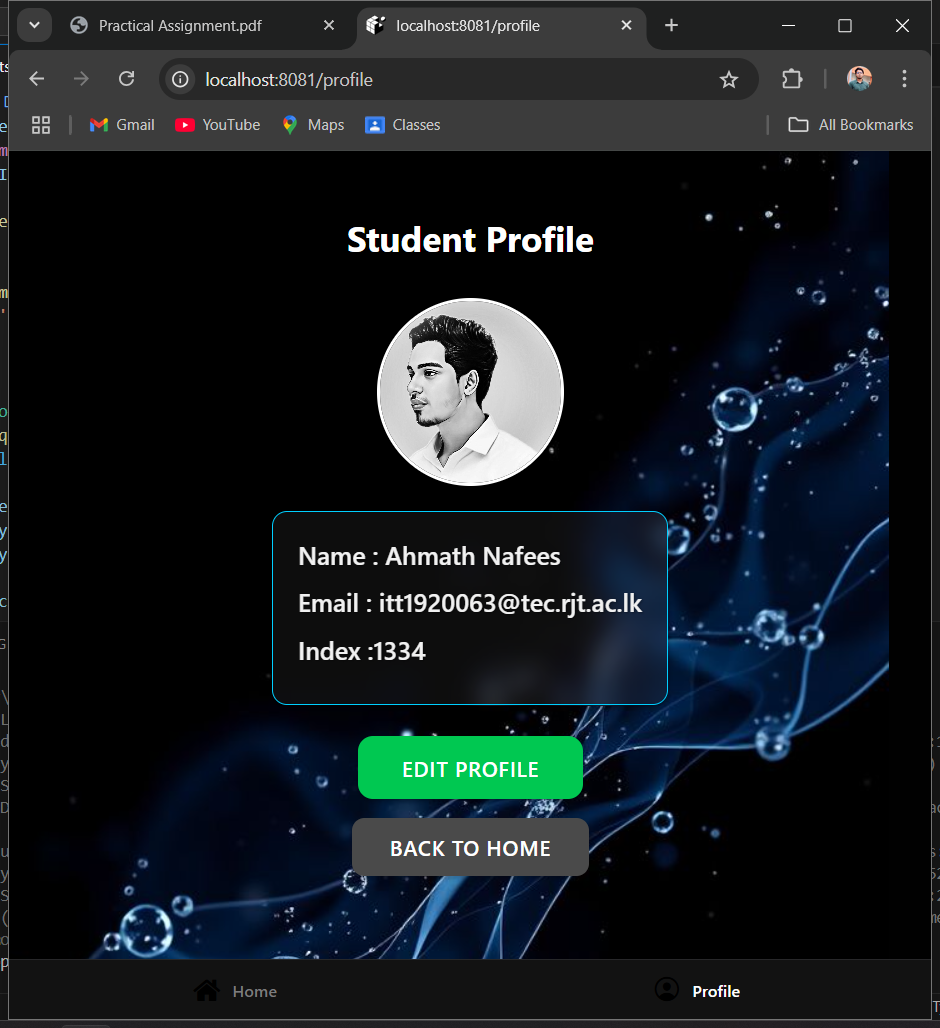 Practical Assignment.pdf
localhost:8081/profile
localhost:8081/profile
Gmail
YouTube
Maps
Classes
All Bookmarks
Student Profile
Name : Ahmath Nafees
Email : itt1920063@tec.rjt.ac.lk
Index :1334
EDIT PROFILE
BACK TO HOME
Home
Profile